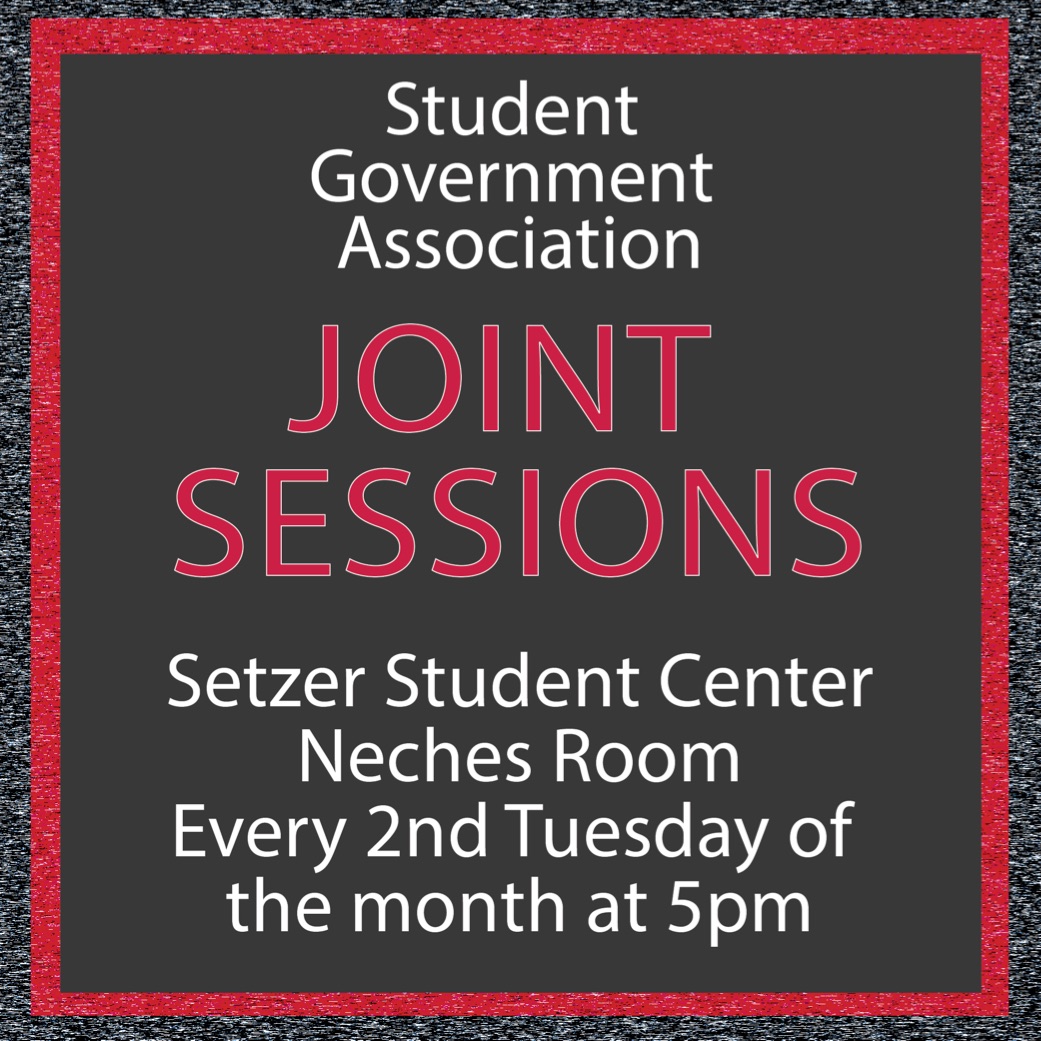 Student
Government
Association
JOINT
SESSIONS
Setzer Student Center
Neches Room
Every 2nd Tuesday of
the month at 5pm